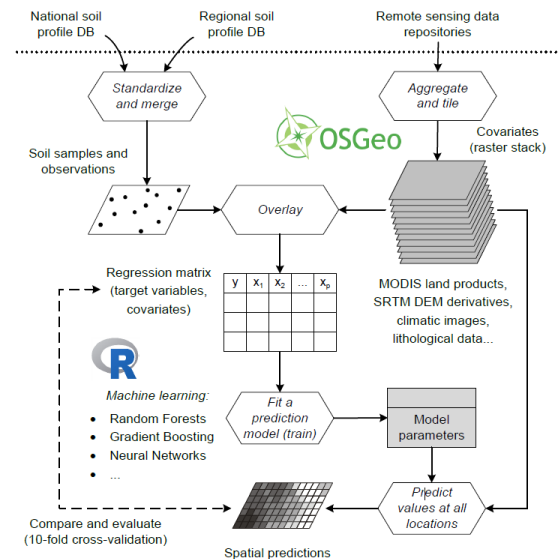 National soil
profile DB
Regional soil
profile DB
Remote sensing data
repositories
Standardize
and merge
Aggregate
and tile
OSGeo
Covariates
(raster stack)
Soil samples and
observations
Overlay
Regression matrix
(target variables,
covariates)
y x1 x2 ... xp
MODIS land products,
SRTM DEM derivatives,
climatic images,
lithological data...
R
Machine learning:
• Random Forests
• Gradient Boosting
• Neural Networks
• ...
Fit a
prediction
model (train)
Model
parameters
Predict
values at all
locations
Compare and evaluate
(10-fold cross-validation)
Spatial predictions